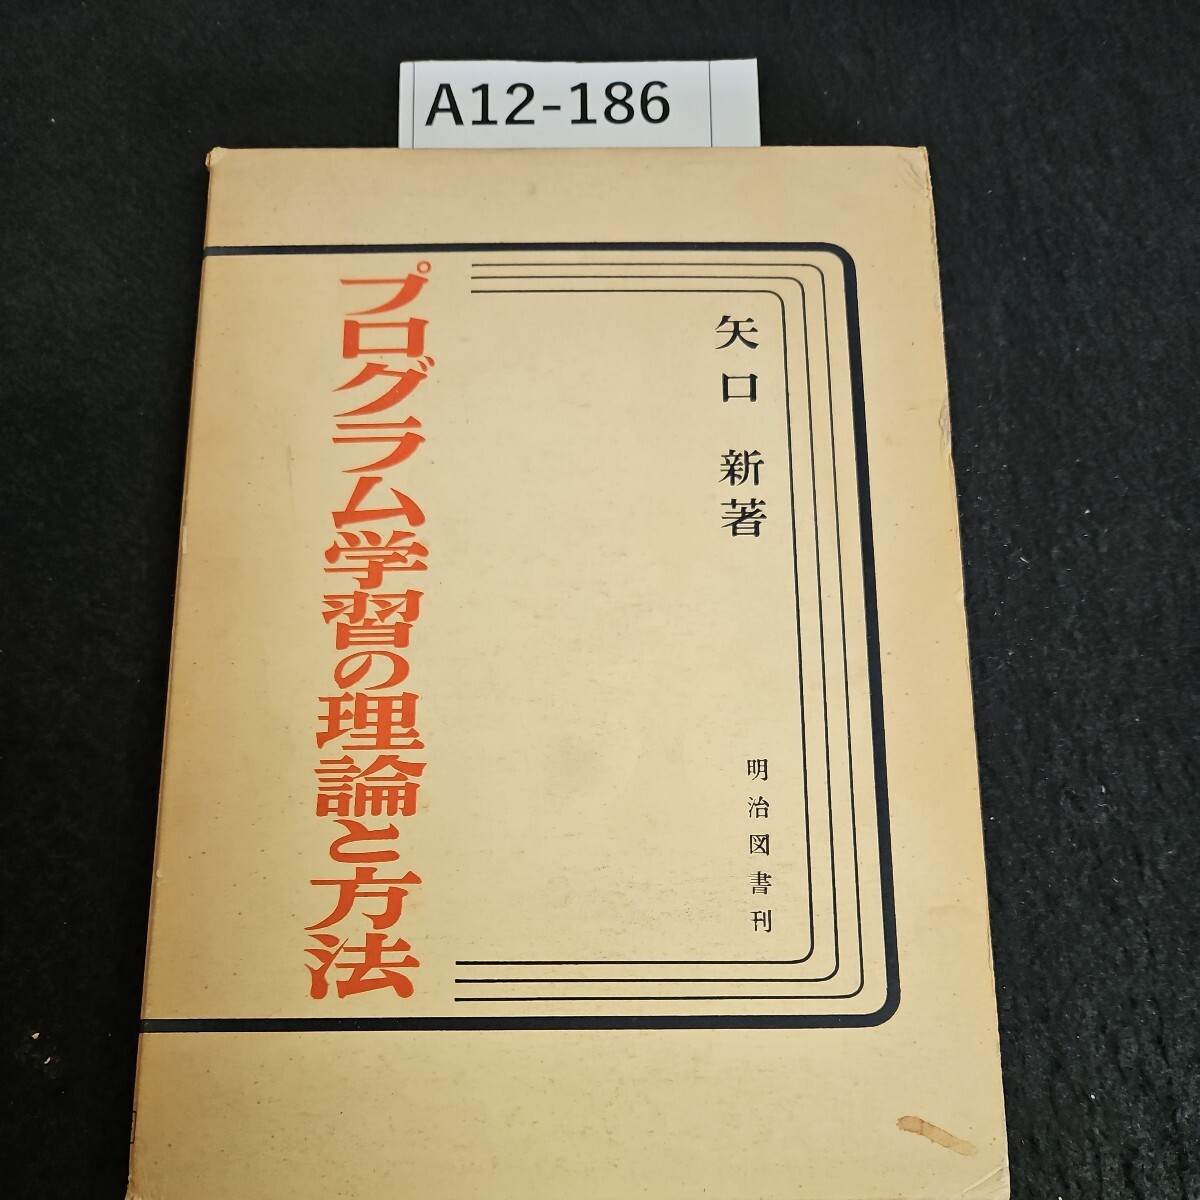 A12-186
矢口 新著
プログラム学習の理論と方法
明治図書刊